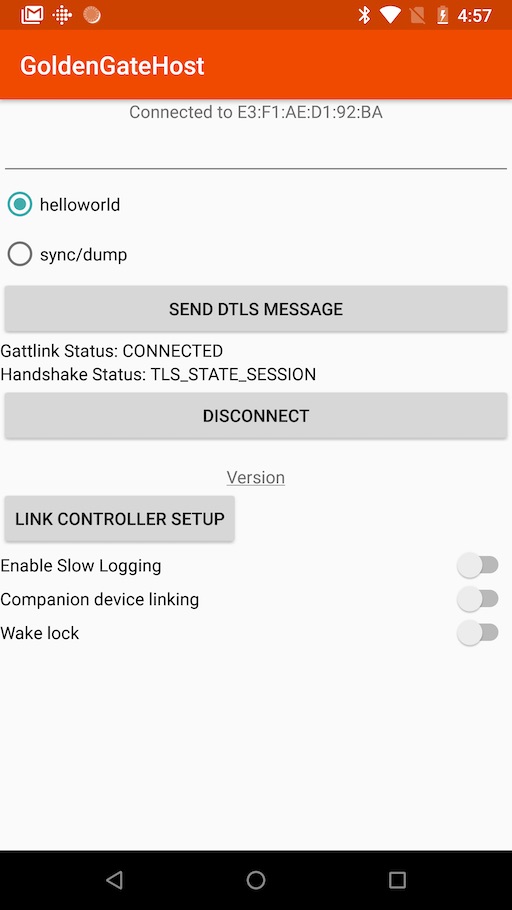 4:57
GoldenGateHost
Connected to E3:F1:AE:D1:92:BA
helloworld
sync/dump
SEND DTLS MESSAGE
Gattlink Status: CONNECTED
Handshake Status: TLS_STATE_SESSION
DISCONNECT
Version
LINK CONTROLLER SETUP
Enable Slow Logging
Companion device linking
Wake lock